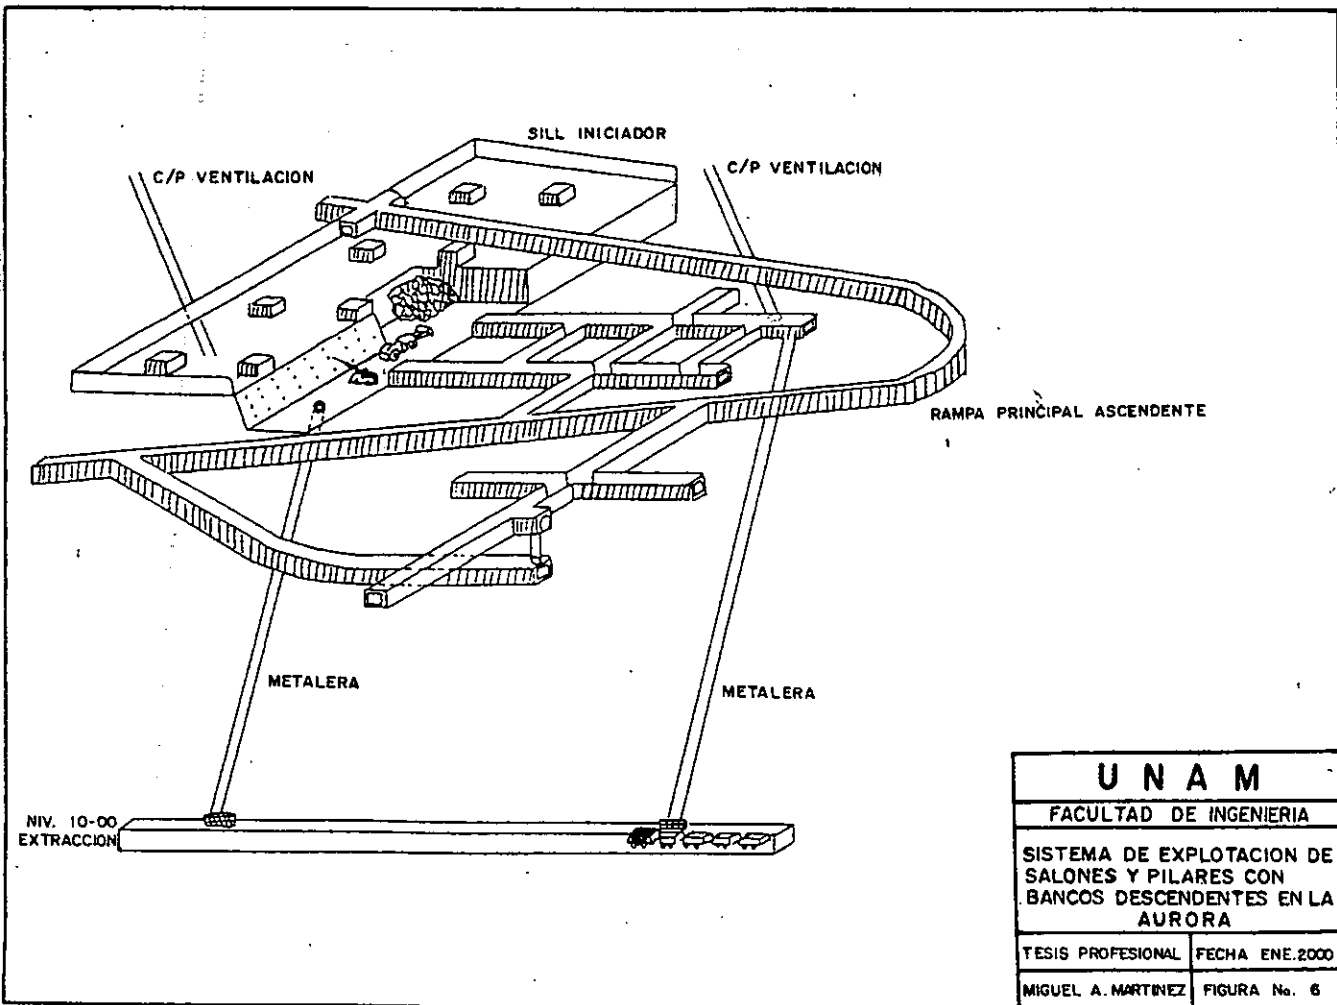 SILL INICIADOR
C/P VENTILACION
C/P VENTILACION
RAMPA PRINCIPAL ASCENDENTE
METALERA
METALERA
NIV. 10-00
EXTRACCION
U N A M
FACULTAD DE INGENIERIA
SISTEMA DE EXPLOTACION DE
SALONES Y PILARES CON
BANCOS DESCENDENTES EN LA
AURORA
TESIS PROFESIONAL
FECHA ENE.2000
MIGUEL A. MARTINEZ
FIGURA No. 6